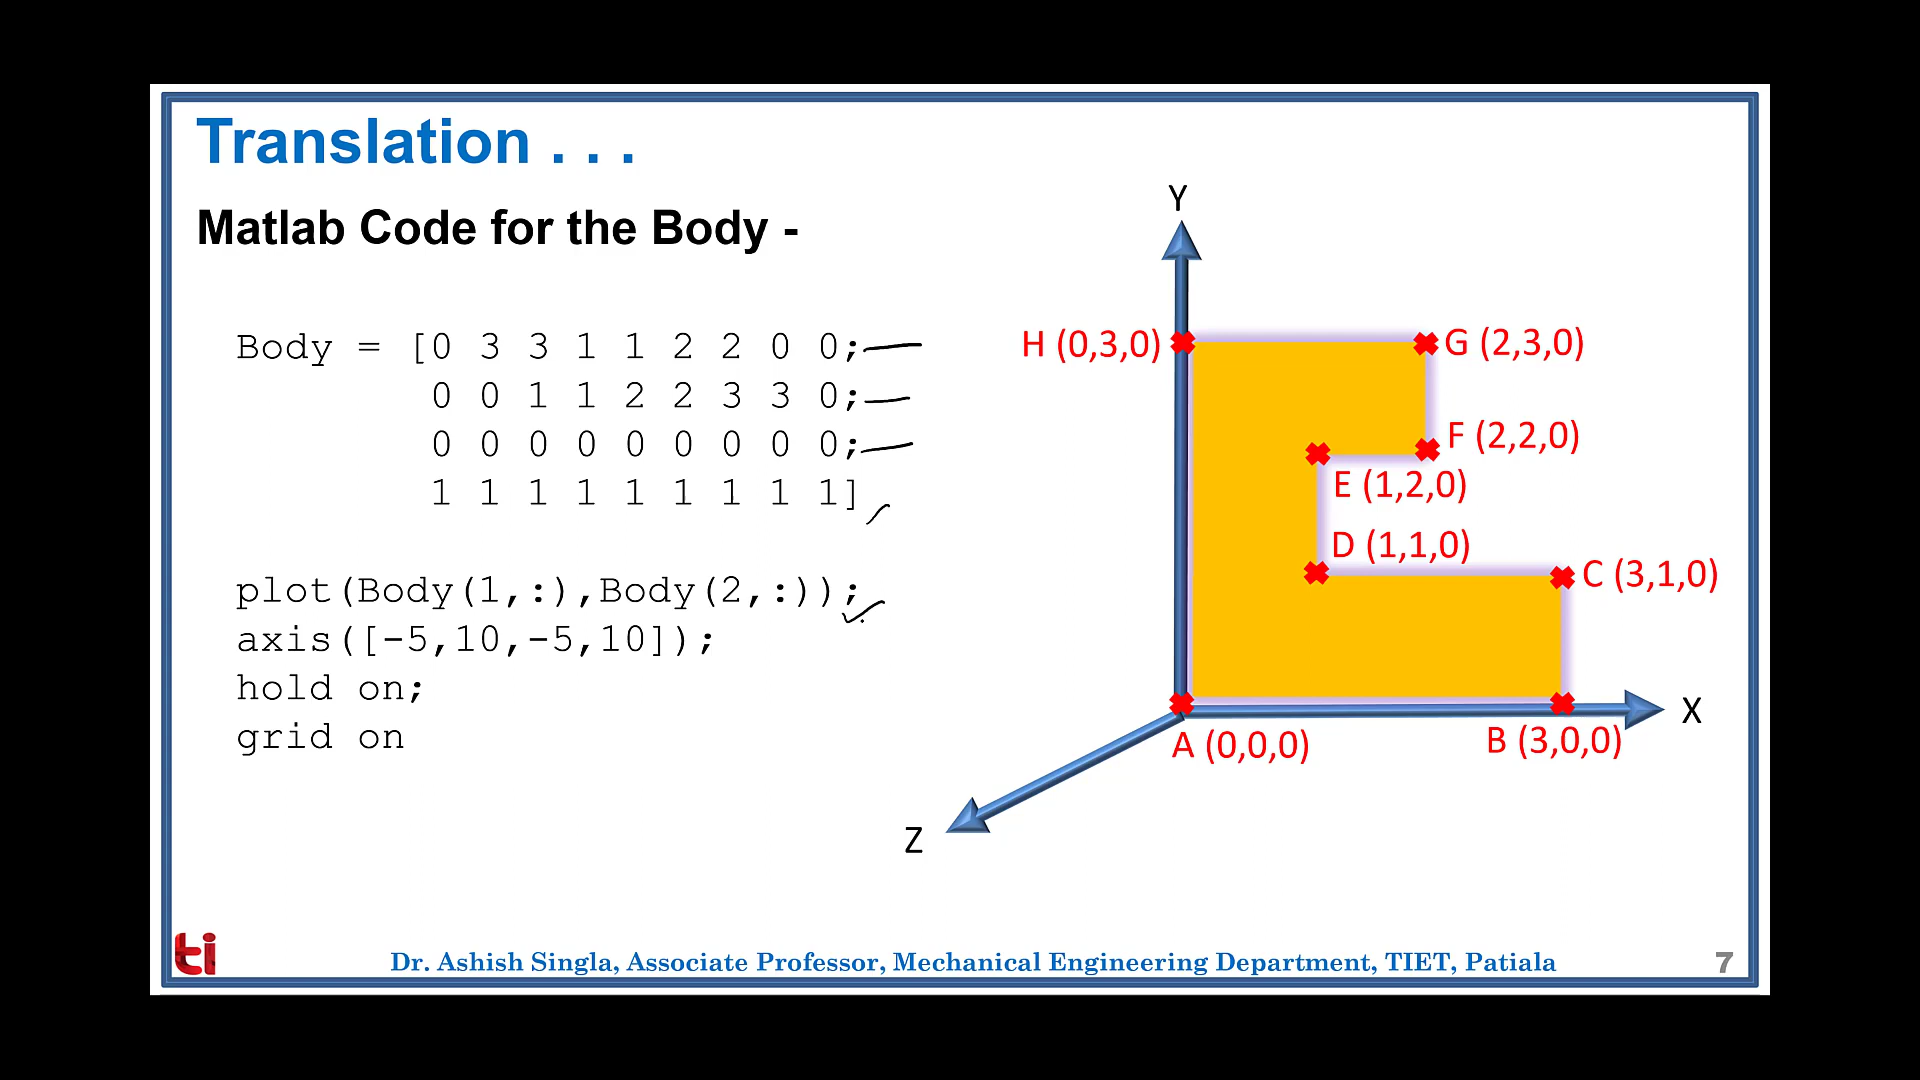 Translation . . .
Matlab Code for the Body -
Body = [0 3 3 1 1 2 2 0 0;
0 0 1 1 2 2 3 3 0;
0 0 0 0 0 0 0 0 0;
1 1 1 1 1 1 1 1 1]
plot(Body(1,:),Body(2,:));
axis([-5,10,-5,10]);
hold on;
grid on
Y
H (0,3,0)
G (2,3,0)
F (2,2,0)
E (1,2,0)
D (1,1,0)
C (3,1,0)
X
A (0,0,0)
B (3,0,0)
Z
ti
Dr. Ashish Singla, Associate Professor, Mechanical Engineering Department, TIET, Patiala
7